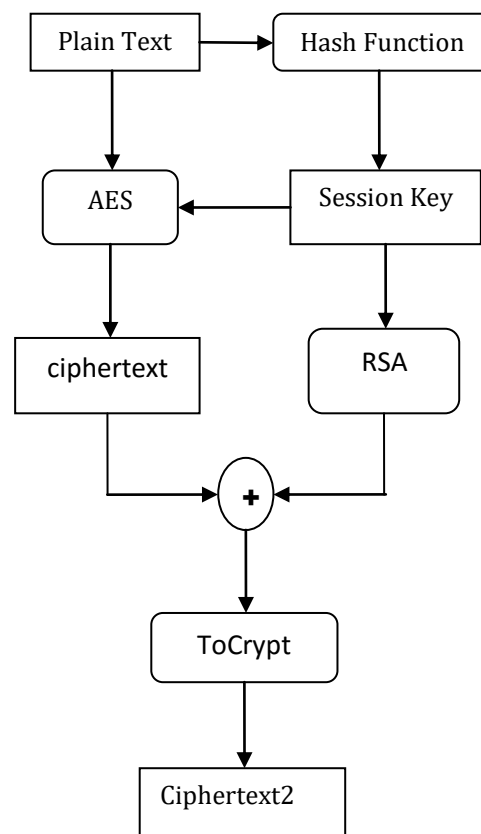 Plain Text
Hash Function
AES
Session Key
ciphertext
RSA
+
ToCrypt
Ciphertext2